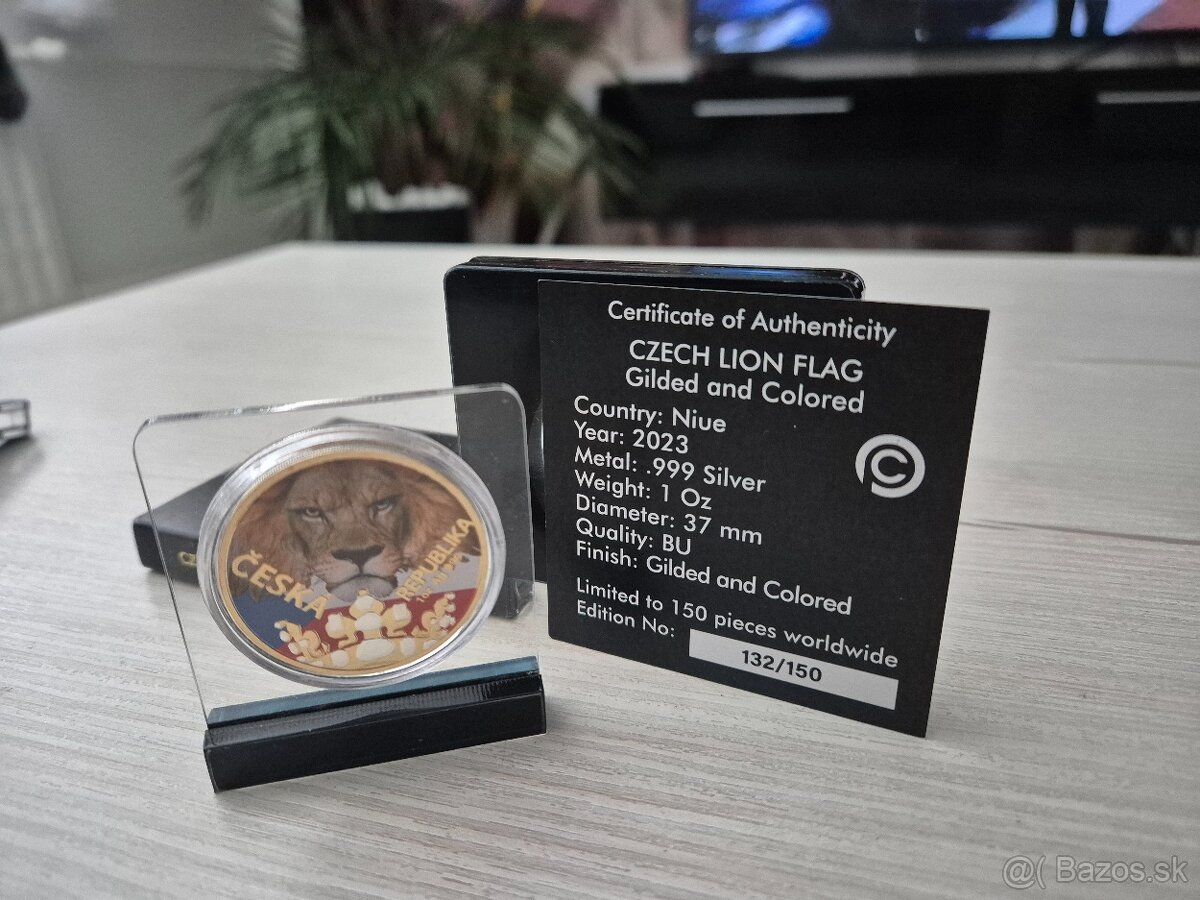 Certificate of Authenticity
CZECH LION FLAG
Gilded and Colored
Country: Niue
Year: 2023
Metal: .999 Silver
Weight: 1 Oz
Diameter: 37 mm
Quality: BU
Finish: Gilded and Colored
Limited to 150 pieces worldwide
Edition No:
132/150
ČESKÁ
REPUBLIKA
@( Bazos.sk